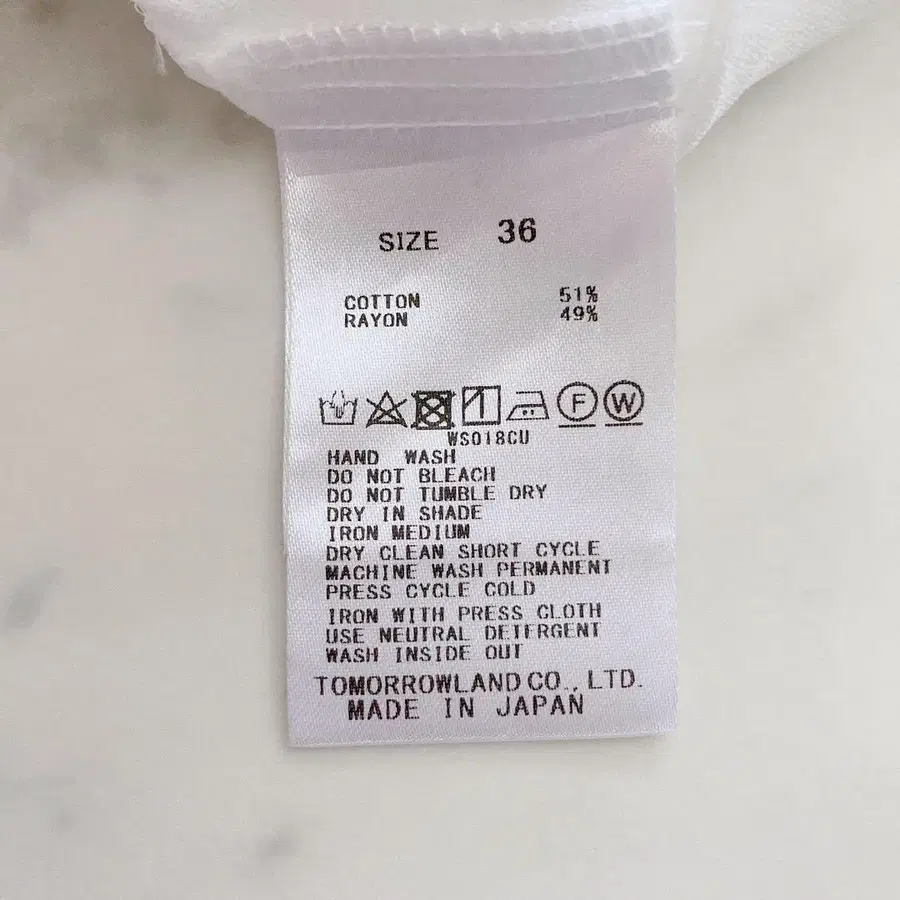 SIZE 36
COTTON 51%
RAYON 49%
F W
WS018CU
HAND WASH
DO NOT BLEACH
DO NOT TUMBLE DRY
DRY IN SHADE
IRON MEDIUM
DRY CLEAN SHORT CYCLE
MACHINE WASH PERMANENT
PRESS CYCLE COLD
IRON WITH PRESS CLOTH
USE NEUTRAL DETERGENT
WASH INSIDE OUT
TOMORROWLAND CO., LTD.
MADE IN JAPAN